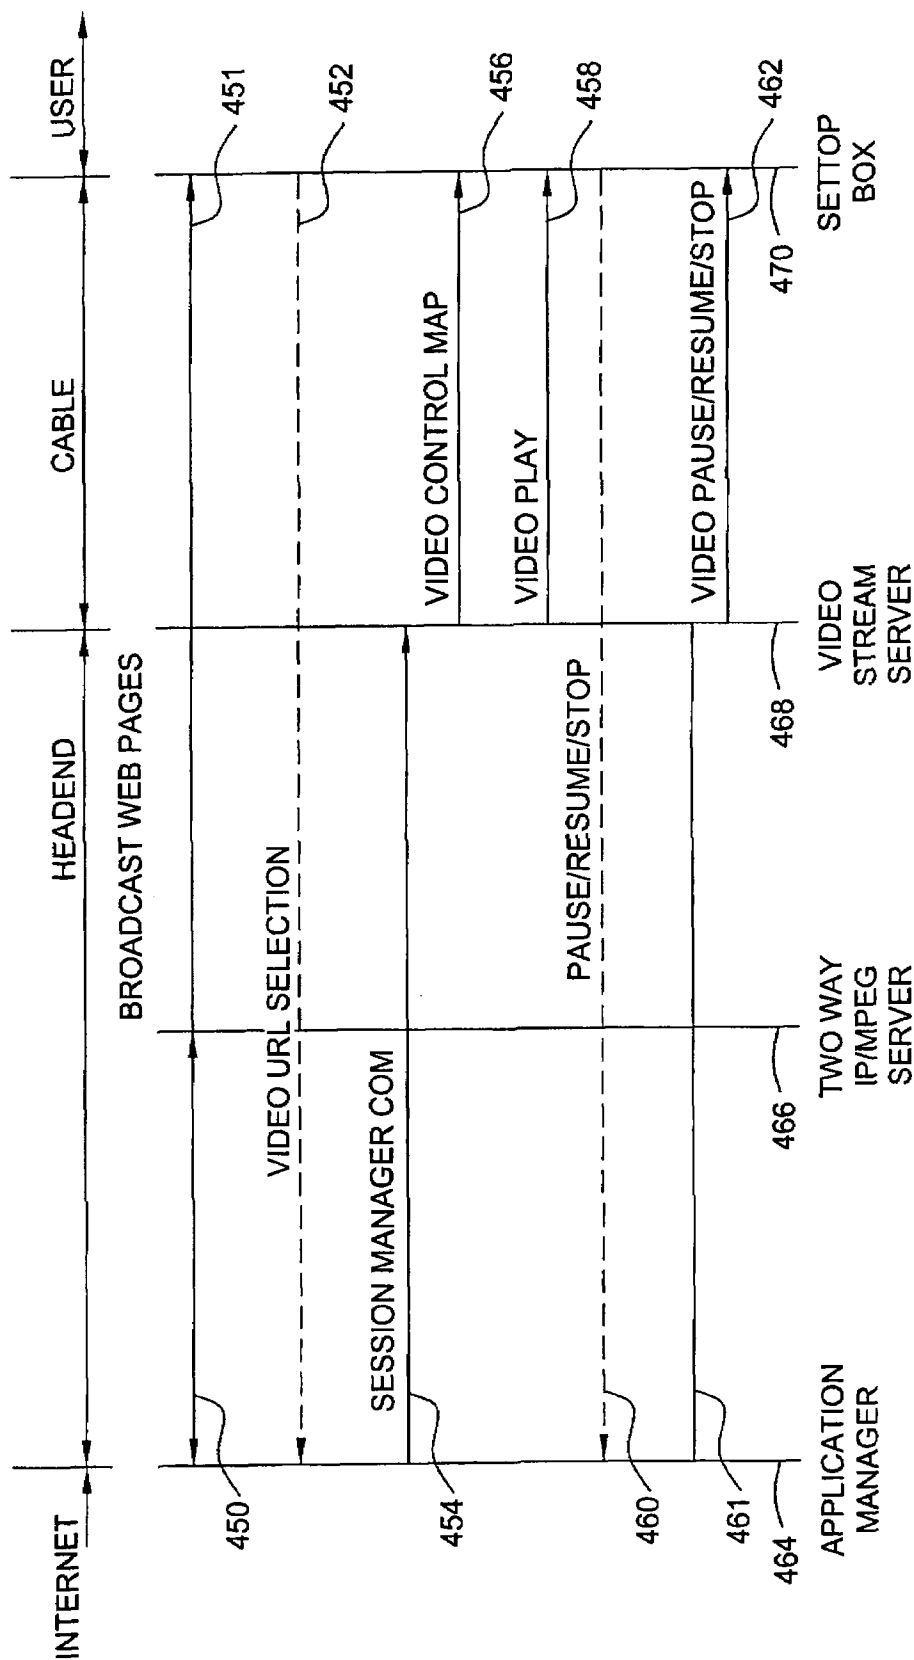 INTERNET
HEADEND
CABLE
USER
BROADCAST WEB PAGES
450
451
VIDEO URL SELECTION
452
SESSION MANAGER COM
454
VIDEO CONTROL MAP
456
VIDEO PLAY
458
PAUSE/RESUME/STOP
460
VIDEO PAUSE/RESUME/STOP
461
462
464
466
468
470
APPLICATION
MANAGER
TWO WAY
IP/MPEG
SERVER
VIDEO
STREAM
SERVER
SETTOP
BOX